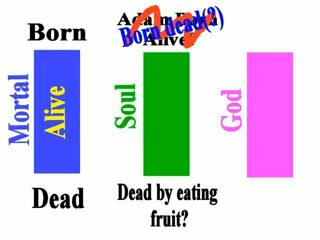 Born
Born dead(?)
Alive
Mortal
Alive
Soul
God
Dead
Dead by eating
fruit?